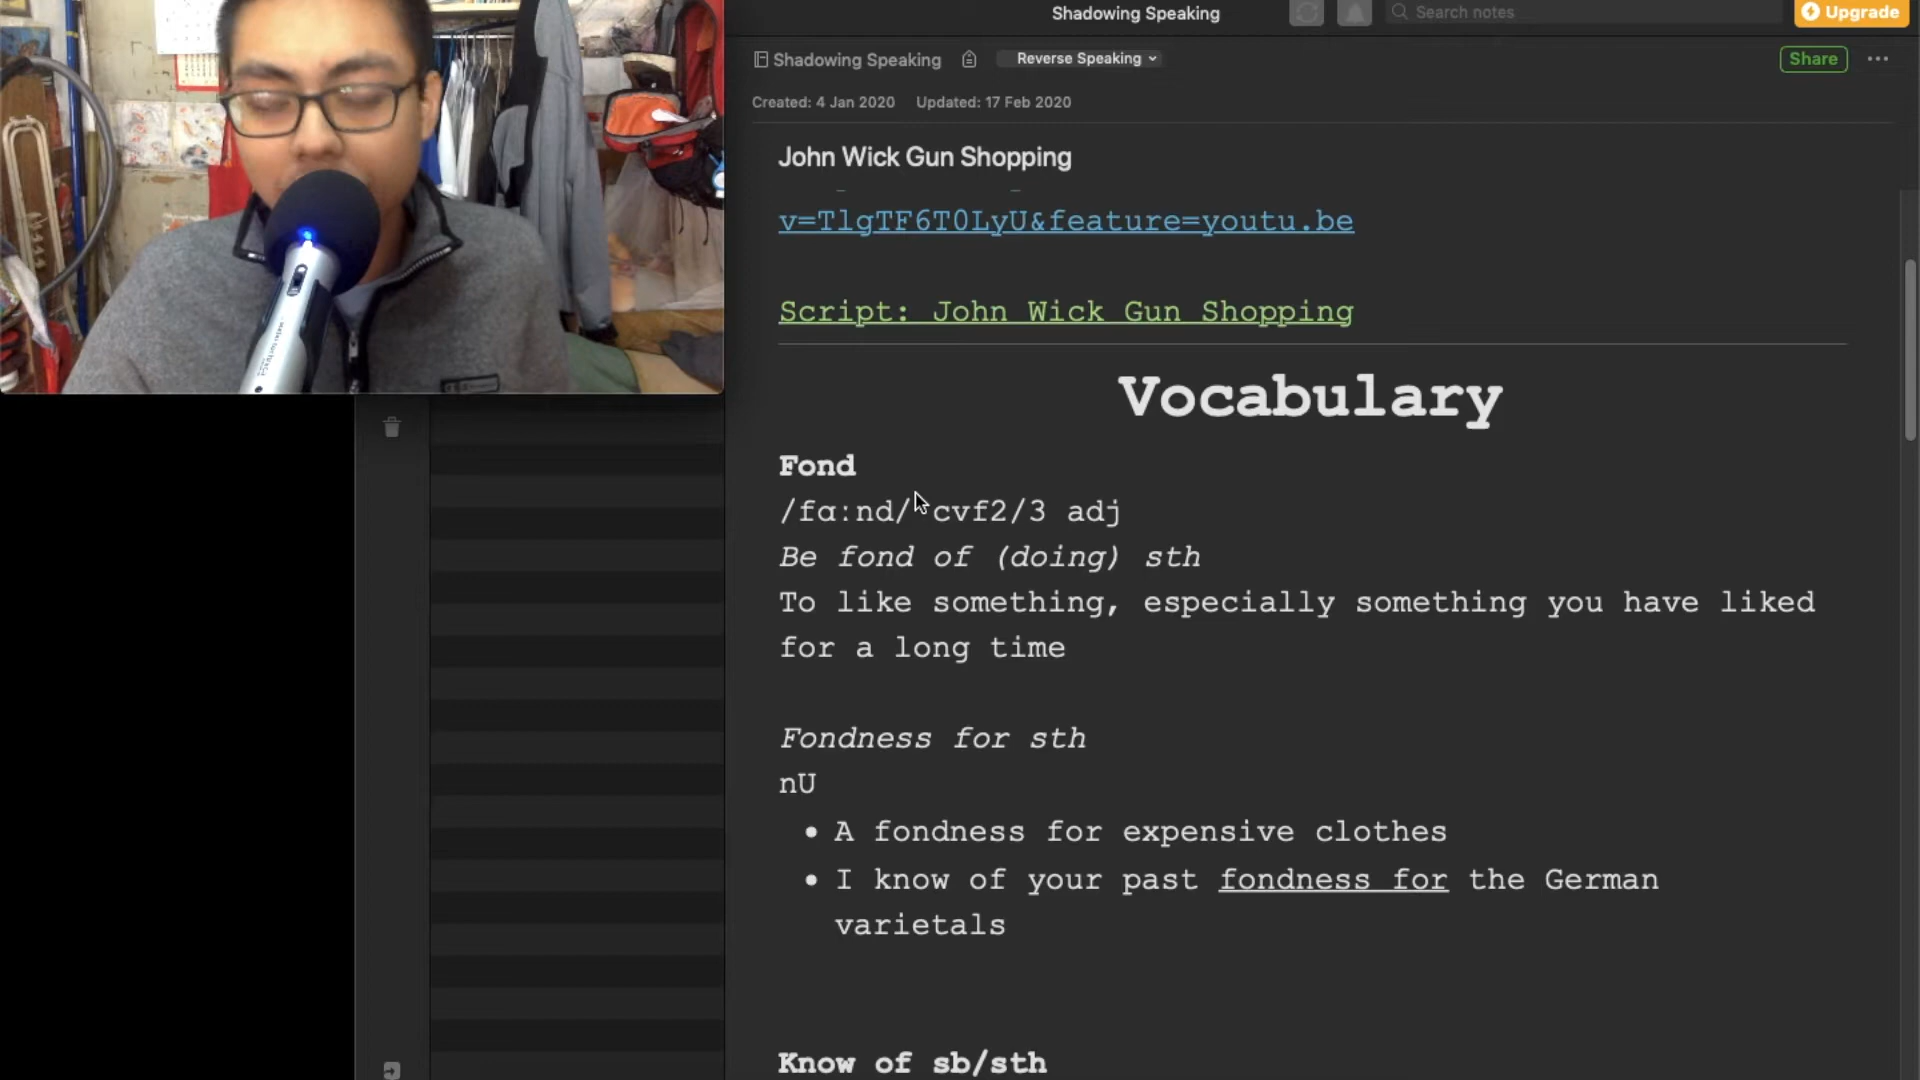 Shadowing Speaking
Search notes
Upgrade
Shadowing Speaking
Reverse Speaking
Share
Created: 4 Jan 2020 Updated: 17 Feb 2020
John Wick Gun Shopping
v=TlgTF6T0LyU&feature=youtu.be
Script: John Wick Gun Shopping
Vocabulary
Fond
/fɑːnd/ cvf2/3 adj
Be fond of (doing) sth
To like something, especially something you have liked
for a long time
Fondness for sth
nU
• A fondness for expensive clothes
• I know of your past fondness for the German
varietals
Know of sb/sth